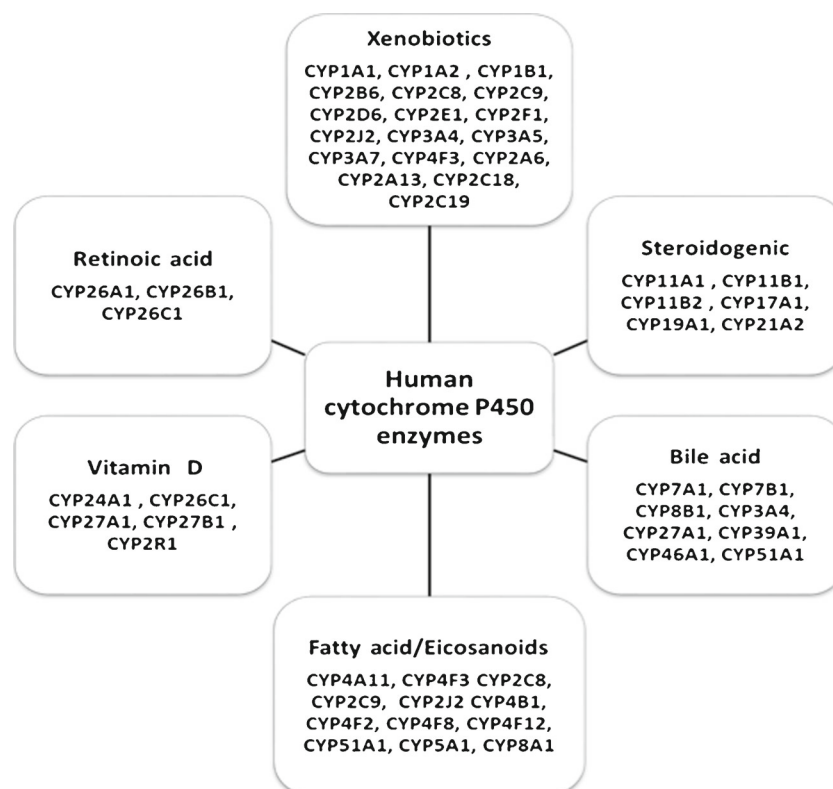 Xenobiotics
CYP1A1, CYP1A2 , CYP1B1,
CYP2B6, CYP2C8, CYP2C9,
CYP2D6, CYP2E1, CYP2F1,
CYP2J2, CYP3A4, CYP3A5,
CYP3A7, CYP4F3, CYP2A6,
CYP2A13, CYP2C18,
CYP2C19
Retinoic acid
CYP26A1, CYP26B1,
CYP26C1
Steroidogenic
CYP11A1 , CYP11B1,
CYP11B2 , CYP17A1,
CYP19A1, CYP21A2
Human
cytochrome P450
enzymes
Vitamin D
CYP24A1 , CYP26C1,
CYP27A1, CYP27B1 ,
CYP2R1
Bile acid
CYP7A1, CYP7B1,
CYP8B1, CYP3A4,
CYP27A1, CYP39A1,
CYP46A1, CYP51A1
Fatty acid/Eicosanoids
CYP4A11, CYP4F3 CYP2C8,
CYP2C9, CYP2J2 CYP4B1,
CYP4F2, CYP4F8, CYP4F12,
CYP51A1, CYP5A1, CYP8A1